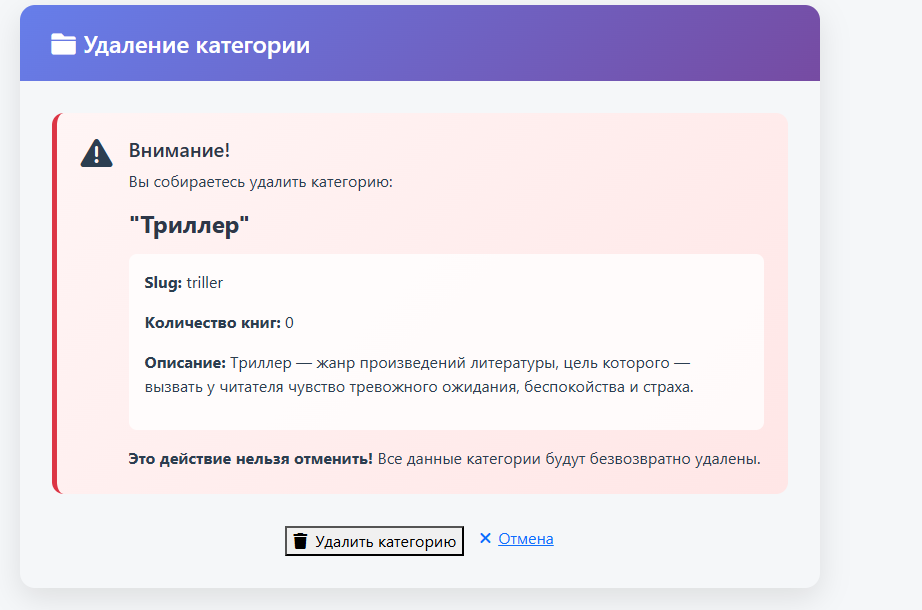 Удаление категории
Внимание!
Вы собираетесь удалить категорию:
"Триллер"
Slug: triller
Количество книг: 0
Описание: Триллер — жанр произведений литературы, цель которого —
вызвать у читателя чувство тревожного ожидания, беспокойства и страха.
Это действие нельзя отменить! Все данные категории будут безвозвратно удалены.
Удалить категорию
Отмена